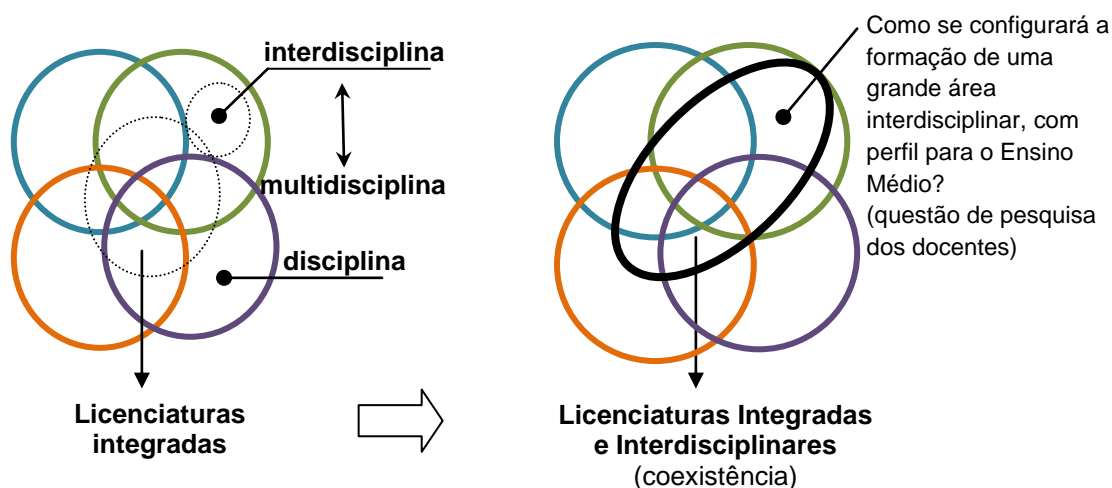 interdisciplina
multidisciplina
disciplina
Licenciaturas
integradas
Como se configurará a
formação de uma
grande área
interdisciplinar, com
perfil para o Ensino
Médio?
(questão de pesquisa
dos docentes)
Licenciaturas Integradas
e Interdisciplinares
(coexistência)